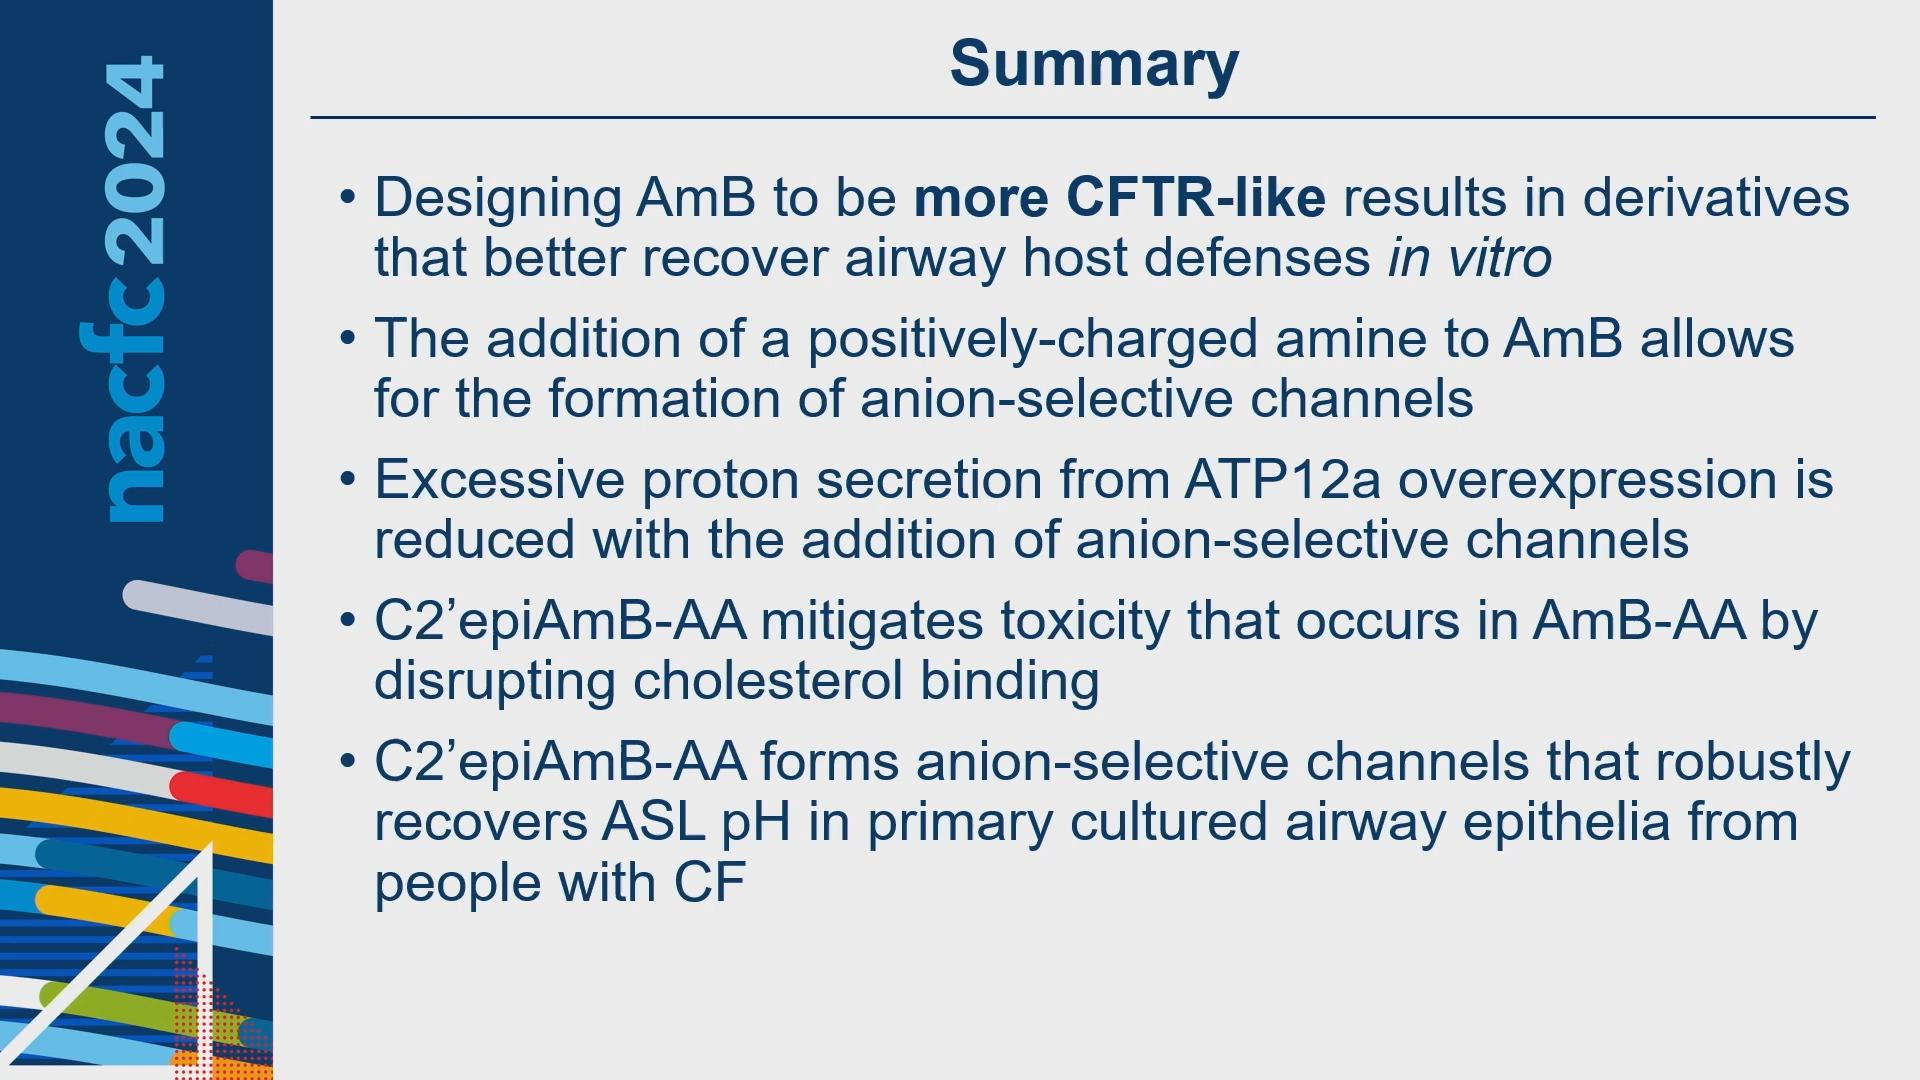 nacfc2024
Summary
• Designing AmB to be more CFTR-like results in derivatives
that better recover airway host defenses in vitro
• The addition of a positively-charged amine to AmB allows
for the formation of anion-selective channels
• Excessive proton secretion from ATP12a overexpression is
reduced with the addition of anion-selective channels
• C2’epiAmB-AA mitigates toxicity that occurs in AmB-AA by
disrupting cholesterol binding
• C2’epiAmB-AA forms anion-selective channels that robustly
recovers ASL pH in primary cultured airway epithelia from
people with CF